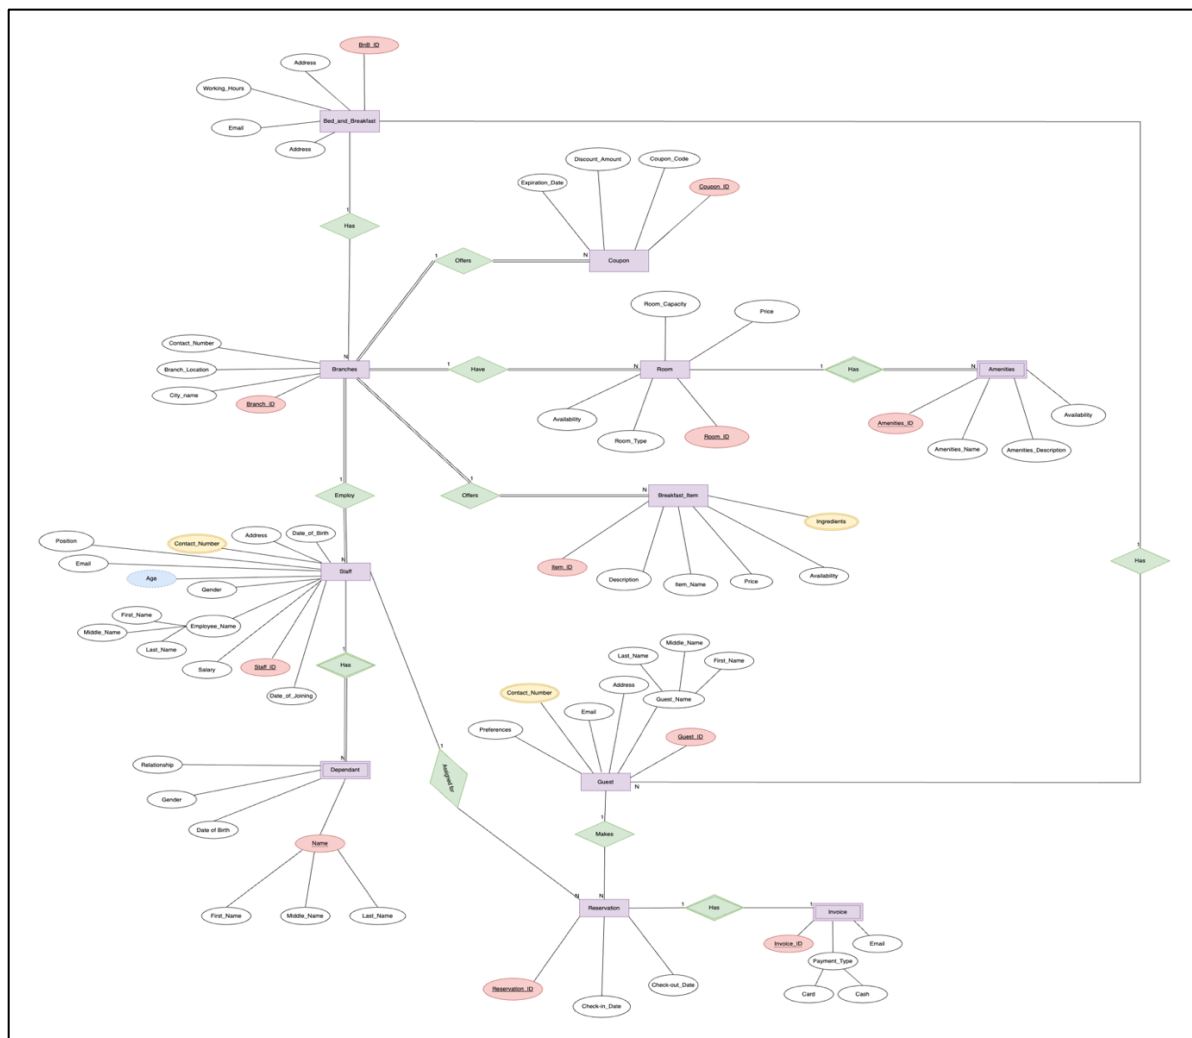 BnB_ID
Address
Working_Hours
Email
Address
Bed_and_Breakfast
1
Has
N
Coupon_Code
Discount_Amount
Expiration_Date
Coupon_ID
1
Offers
N
Coupon
Contact_Number
Branch_Location
City_name
Branch_ID
Branches
1
Have
N
Room_Capacity
Price
Room
Availability
Room_Type
Room_ID
1
Has
N
Amenities
Amenities_ID
Availability
Amenities_Name
Amenities_Description
1
Offers
N
Breakfast_Item
Ingredients
Item_ID
Description
Item_Name
Price
Availability
1
Employ
N
Date_of_Birth
Address
Contact_Number
Position
Email
Age
Gender
Staff
First_Name
Middle_Name
Last_Name
Employee_Name
Salary
Staff_ID
Date_of_Joining
1
Has
N
Dependant
Relationship
Gender
Date of Birth
Name
First_Name
Middle_Name
Last_Name
1
Has
N
Middle_Name
Last_Name
First_Name
Guest_Name
Address
Contact_Number
Email
Preferences
Guest_ID
Guest
1
Assigned for
N
1
Makes
N
Reservation
Reservation_ID
Check-in_Date
Check-out_Date
1
Has
1
Invoice
Invoice_ID
Email
Payment_Type
Card
Cash